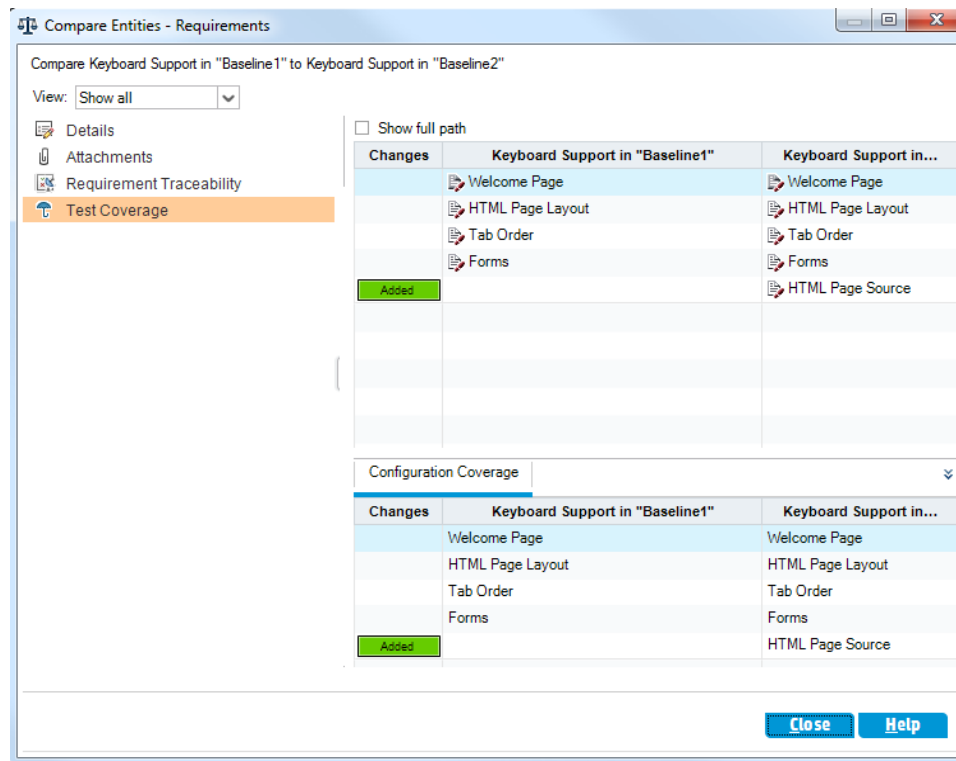 Compare Entities - Requirements
Compare Keyboard Support in "Baseline1" to Keyboard Support in "Baseline2"
View: Show all
Details
Attachments
Requirement Traceability
Test Coverage
Show full path
Changes Keyboard Support in "Baseline1" Keyboard Support in...
Welcome Page Welcome Page
HTML Page Layout HTML Page Layout
Tab Order Tab Order
Forms Forms
Added HTML Page Source
Configuration Coverage
Changes Keyboard Support in "Baseline1" Keyboard Support in...
Welcome Page Welcome Page
HTML Page Layout HTML Page Layout
Tab Order Tab Order
Forms Forms
Added HTML Page Source
Close Help